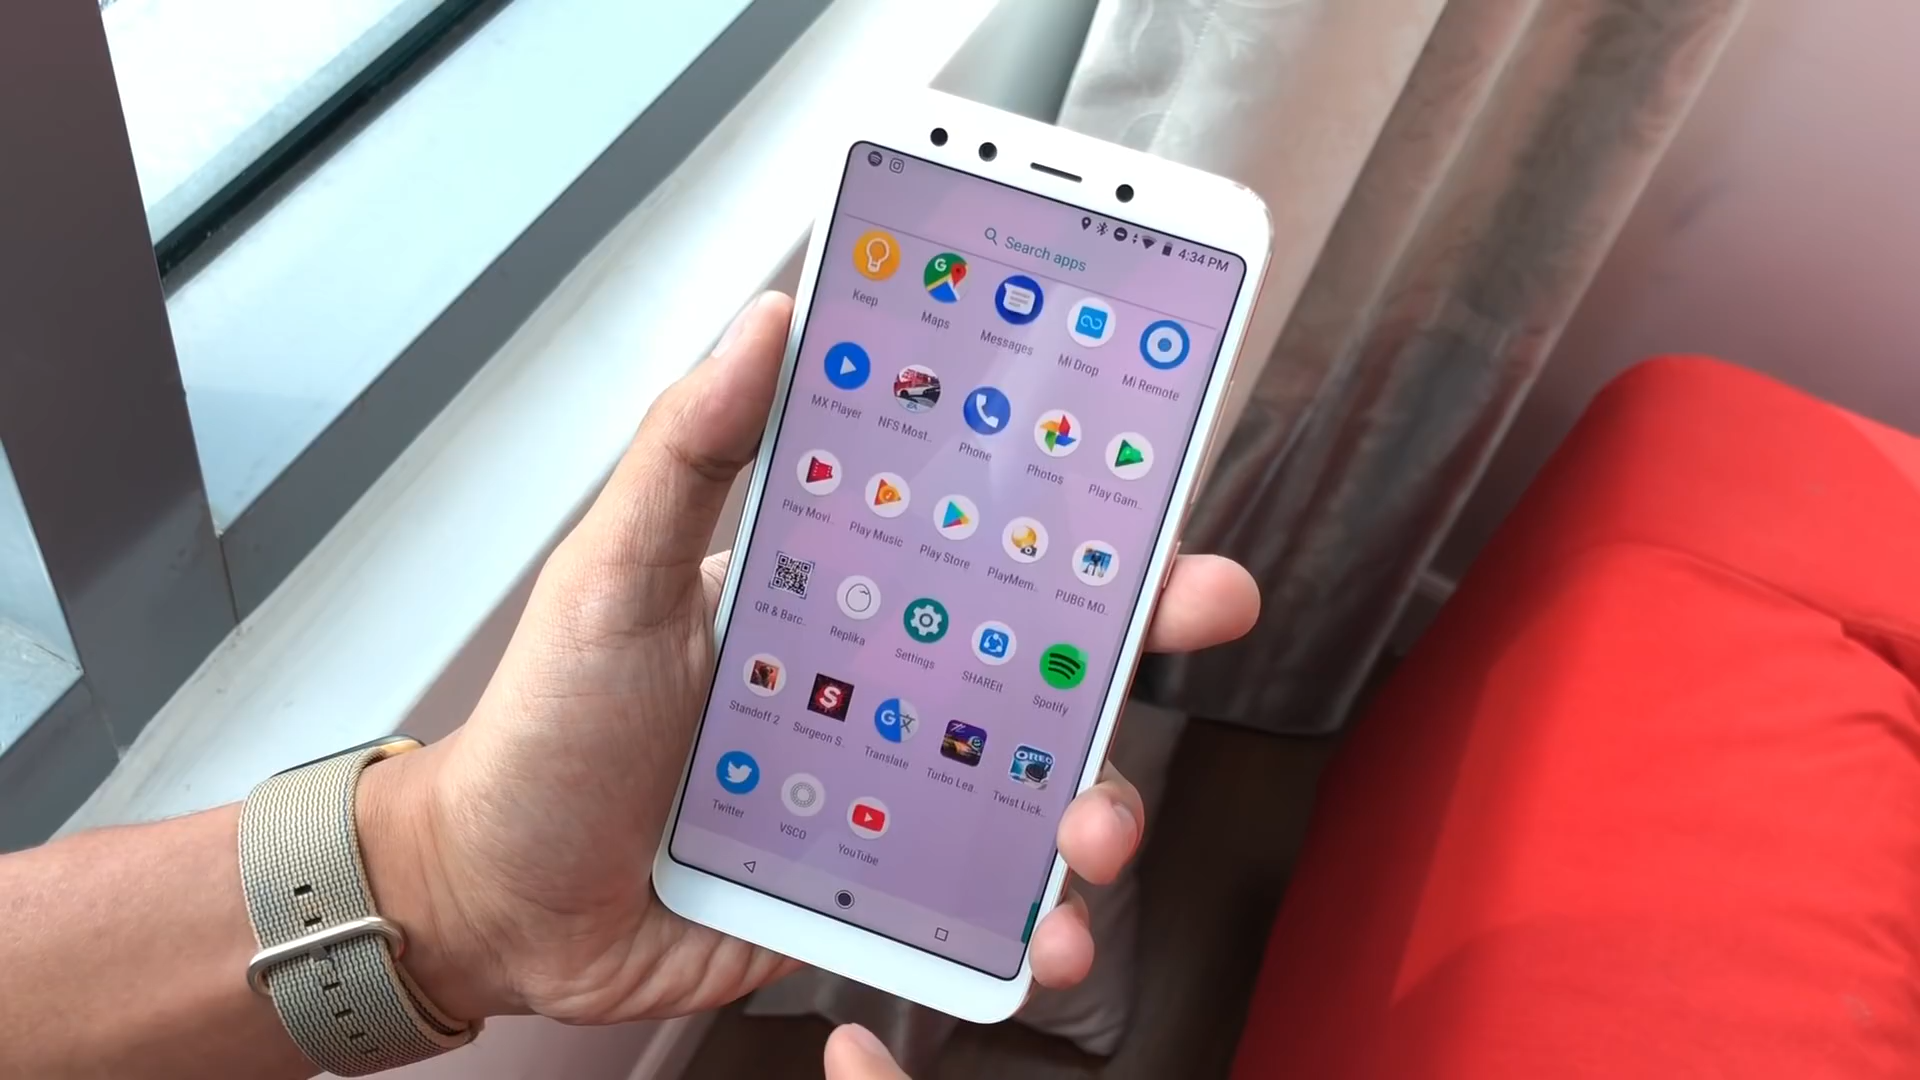 4:34 PM
Search apps
Keep
Maps
Messages
Mi Drop
Mi Remote
MX Player
NFS Most..
Phone
Photos
Play Gam..
Play Movi..
Play Music
Play Store
PlayMem..
PUBG MO..
QR & Barc..
Replika
Settings
SHAREit
Spotify
Standoff 2
Surgeon S..
Translate
Turbo Lea..
OREO
Twist Lick..
Twitter
VSCO
YouTube